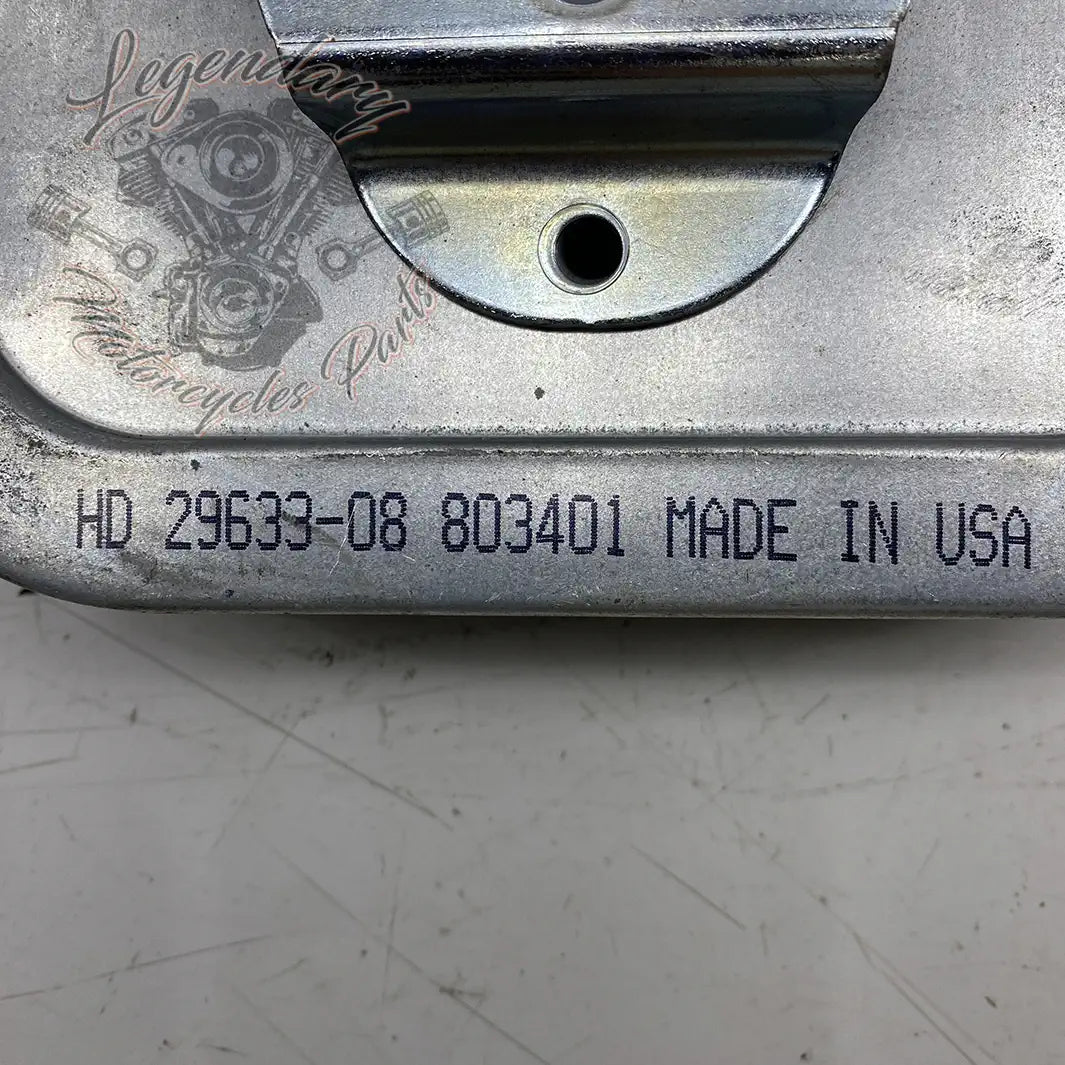 Legendary
Motorcycles Parts
HD 29633-08 803401 MADE IN USA